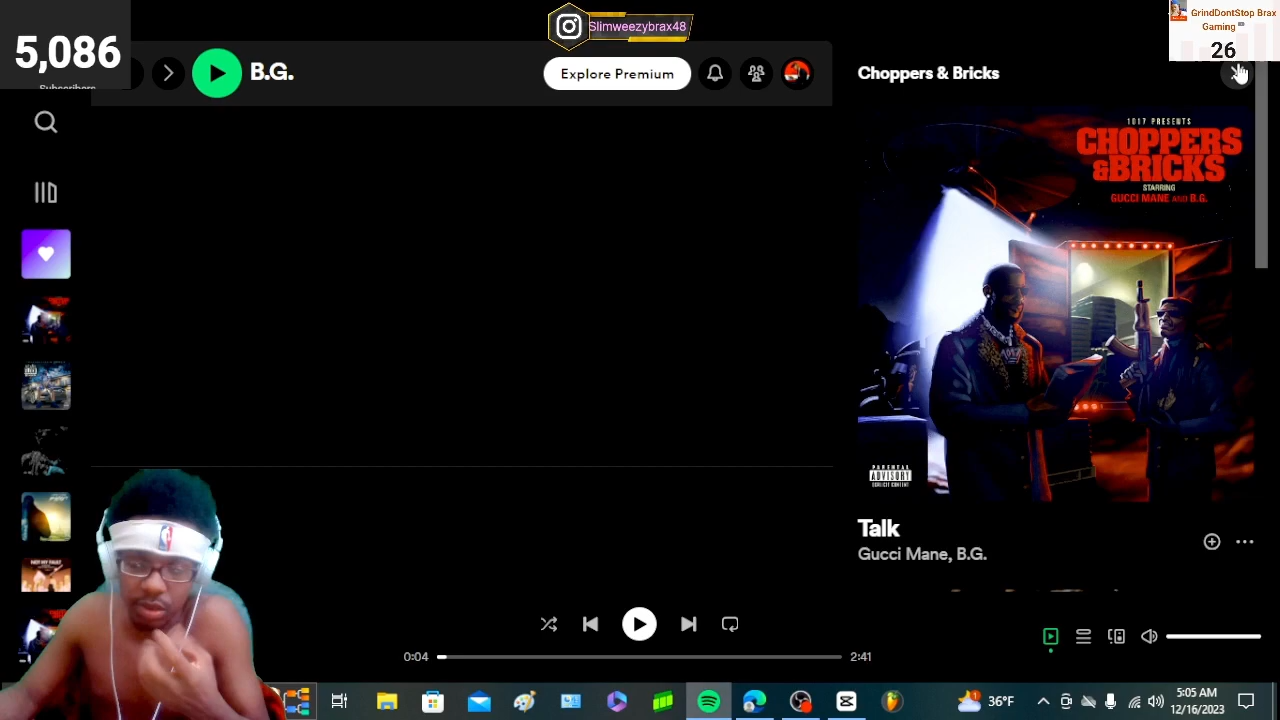 5,086
Subscribers
Slimweezybrax48
GrindDontStop Brax
Gaming
26
B.G.
Explore Premium
Choppers & Bricks
1017 PRESENTS
CHOPPERS
&BRICKS
STARRING
GUCCI MANE AND B.G.
PARENTAL
ADVISORY
EXPLICIT CONTENT
Talk
Gucci Mane, B.G.
0:04
2:41
36°F
5:05 AM
12/16/2023